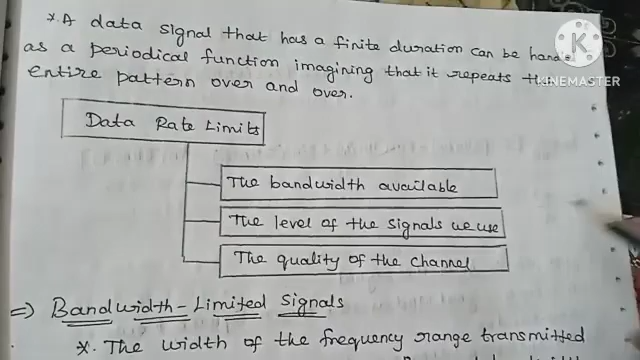 *. A data signal that has a finite duration can be
as a periodical function imagining that it repeats
entire pattern over and over.
KINEMASTER
Data Rate Limits
The bandwidth available
The level of the signals we use
The quality of the channel
=> Bandwidth-Limited Signals
*. The width of the frequency range transmitted